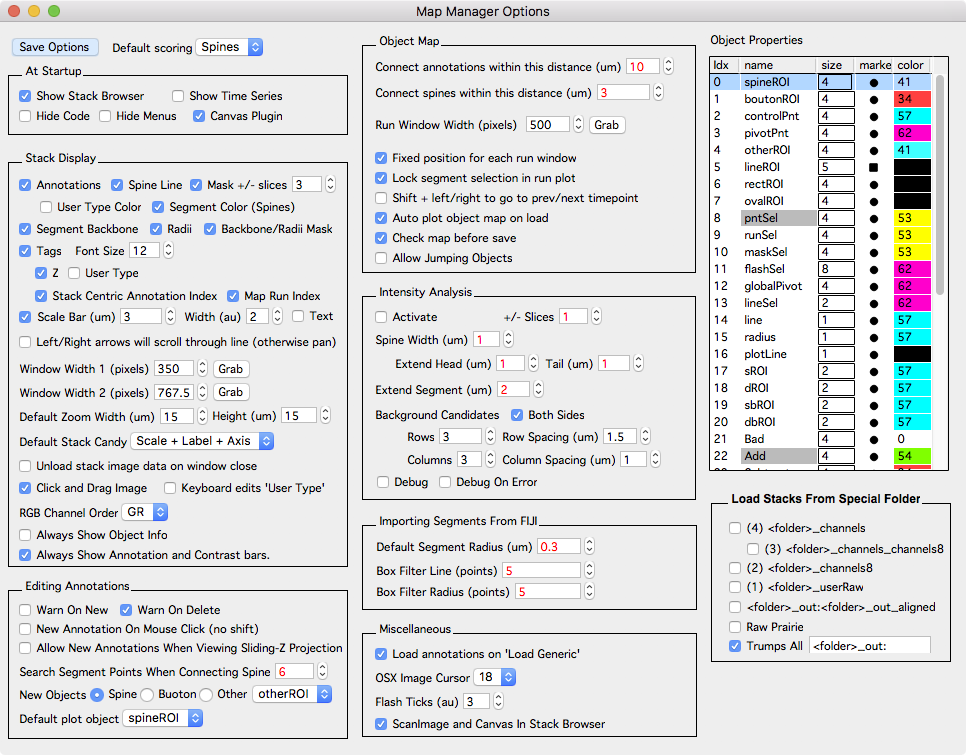 Map Manager Options
Save Options Default scoring Spines
At Startup
Show Stack Browser Show Time Series
Hide Code Hide Menus Canvas Plugin
Stack Display
Annotations Spine Line Mask +/- slices 3
User Type Color Segment Color (Spines)
Segment Backbone Radii Backbone/Radii Mask
Tags Font Size 12
Z User Type
Stack Centric Annotation Index Map Run Index
Scale Bar (um) 3 Width (au) 2 Text
Left/Right arrows will scroll through line (otherwise pan)
Window Width 1 (pixels) 350 Grab
Window Width 2 (pixels) 767.5 Grab
Default Zoom Width (um) 15 Height (um) 15
Default Stack Candy Scale + Label + Axis
Unload stack image data on window close
Click and Drag Image Keyboard edits 'User Type'
RGB Channel Order GR
Always Show Object Info
Always Show Annotation and Contrast bars.
Editing Annotations
Warn On New Warn On Delete
New Annotation On Mouse Click (no shift)
Allow New Annotations When Viewing Sliding-Z Projection
Search Segment Points When Connecting Spine 6
New Objects Spine Buoton Other otherROI
Default plot object spineROI
Object Map
Connect annotations within this distance (um) 10
Connect spines within this distance (um) 3
Run Window Width (pixels) 500 Grab
Fixed position for each run window
Lock segment selection in run plot
Shift + left/right to go to prev/next timepoint
Auto plot object map on load
Check map before save
Allow Jumping Objects
Intensity Analysis
Activate +/- Slices 1
Spine Width (um) 1
Extend Head (um) 1 Tail (um) 1
Extend Segment (um) 2
Background Candidates Both Sides
Rows 3 Row Spacing (um) 1.5
Columns 3 Column Spacing (um) 1
Debug Debug On Error
Importing Segments From FIJI
Default Segment Radius (um) 0.3
Box Filter Line (points) 5
Box Filter Radius (points) 5
Miscellaneous
Load annotations on 'Load Generic'
OSX Image Cursor 18
Flash Ticks (au) 3
ScanImage and Canvas In Stack Browser
Object Properties
Idx name size marke color
0 spineROI 4 41
1 boutonROI 4 34
2 controlPnt 4 57
3 pivotPnt 4 62
4 otherROI 4 41
5 lineROI 5
6 rectROI 4
7 ovalROI 4
8 pntSel 4 53
9 runSel 4 53
10 maskSel 4 53
11 flashSel 8 62
12 globalPivot 4 62
13 lineSel 2 62
14 line 1 57
15 radius 1 57
16 plotLine 1
17 sROI 2 57
18 dROI 2 57
19 sbROI 2 57
20 dbROI 2 57
21 Bad 4 0
22 Add 4 54
Load Stacks From Special Folder
(4) <folder>_channels
(3) <folder>_channels_channels8
(2) <folder>_channels8
(1) <folder>_userRaw
<folder>_out:<folder>_out_aligned
Raw Prairie
Trumps All <folder>_out: